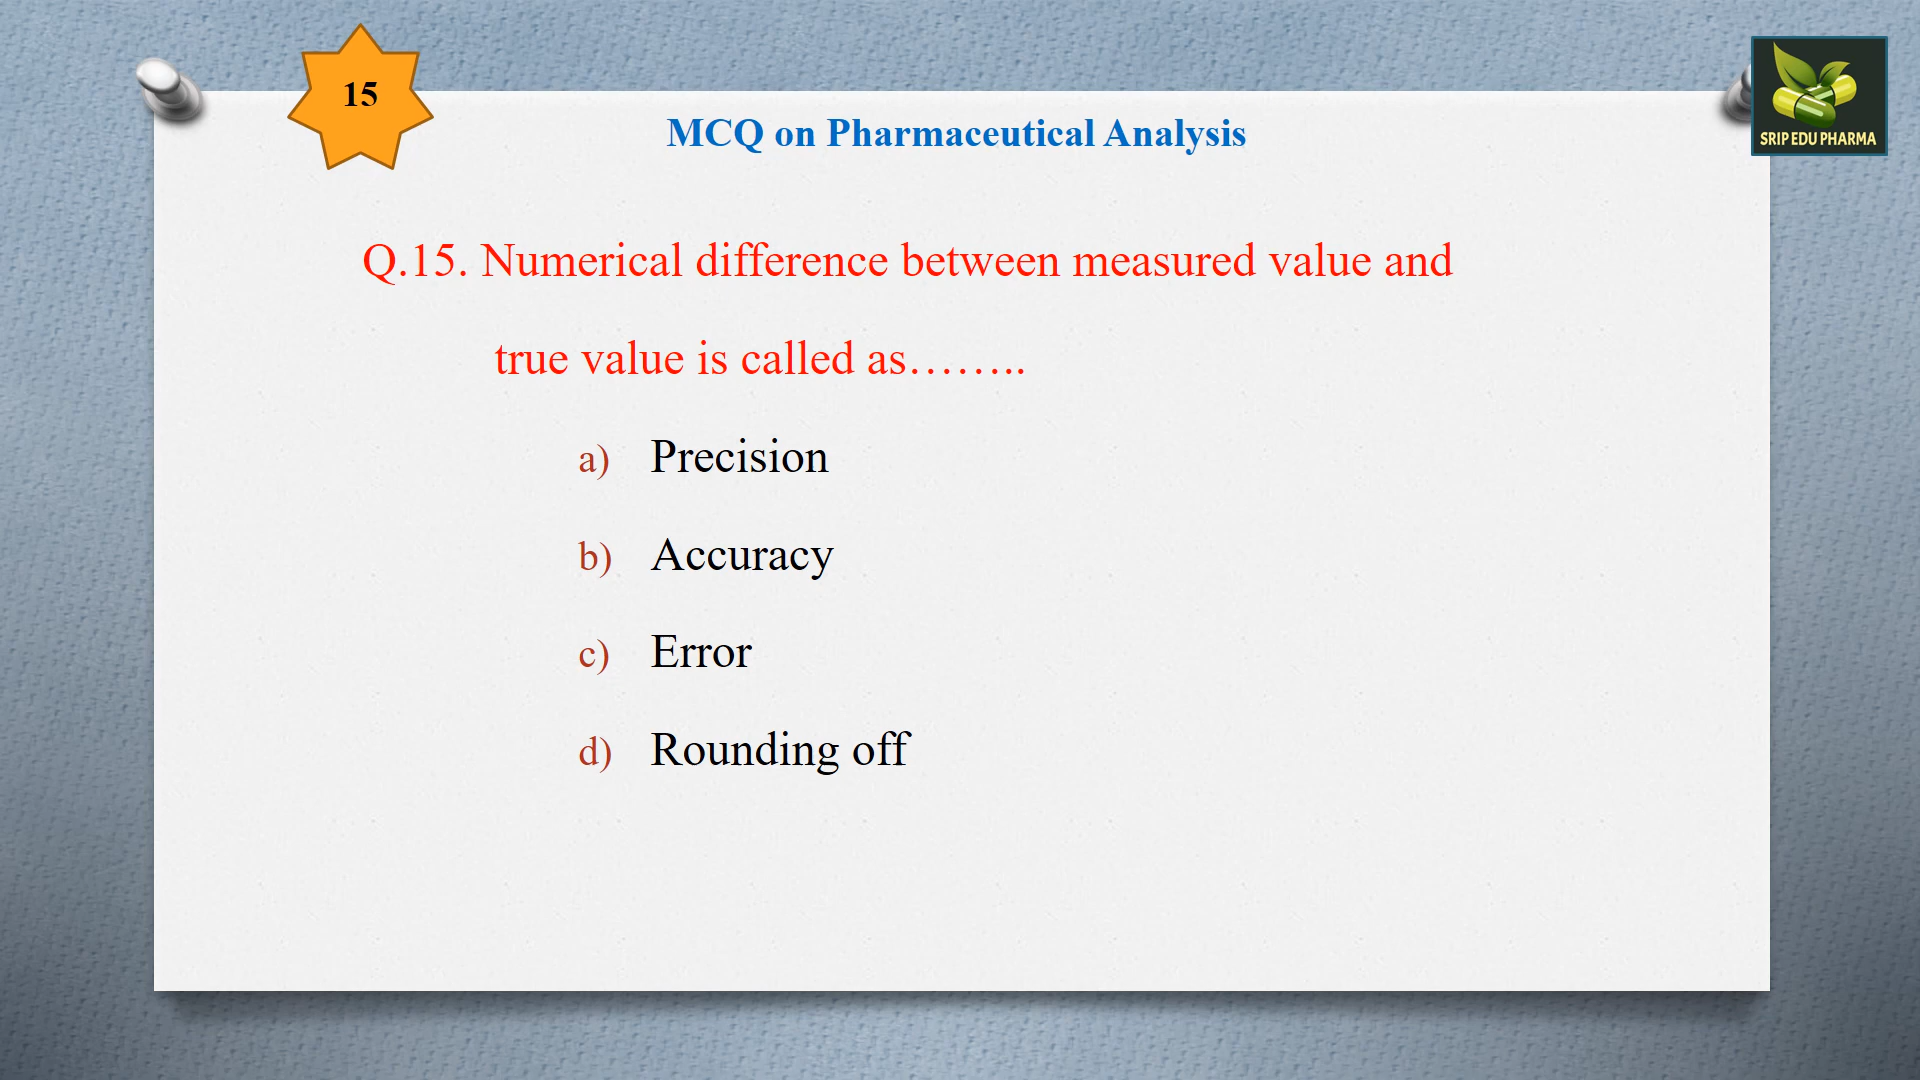 15
MCQ on Pharmaceutical Analysis
SRIP EDU PHARMA
Q.15. Numerical difference between measured value and
true value is called as……..
a) Precision
b) Accuracy
c) Error
d) Rounding off